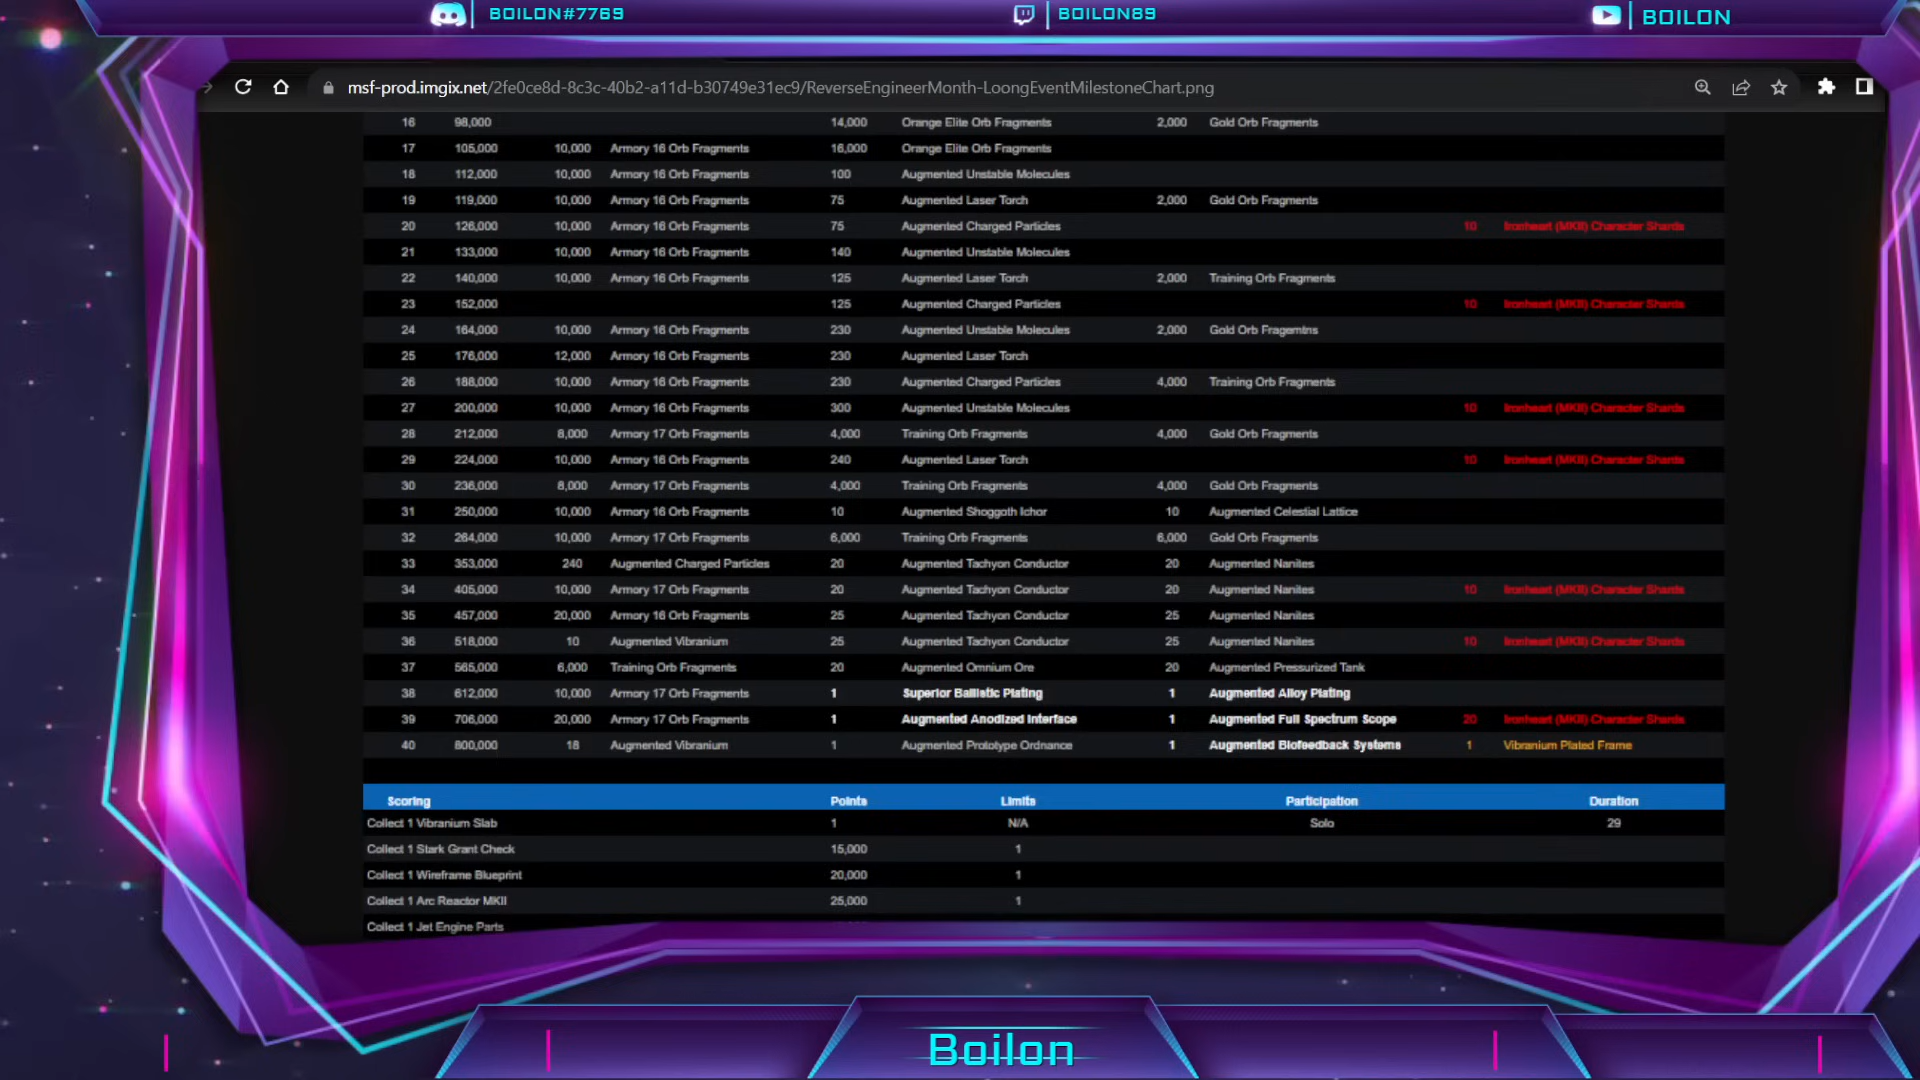 BOILON#7769 BOILON89 BOILON
msf-prod.imgix.net/2fe0ce8d-8c3c-40b2-a11d-b30749e31ec9/ReverseEngineerMonth-LoongEventMilestoneChart.png
16 98,000 14,000 Orange Elite Orb Fragments 2,000 Gold Orb Fragments
17 105,000 10,000 Armory 16 Orb Fragments 16,000 Orange Elite Orb Fragments
18 112,000 10,000 Armory 16 Orb Fragments 100 Augmented Unstable Molecules
19 119,000 10,000 Armory 16 Orb Fragments 75 Augmented Laser Torch 2,000 Gold Orb Fragments
20 126,000 10,000 Armory 16 Orb Fragments 75 Augmented Charged Particles 10 Ironheart (MKII) Character Shards
21 133,000 10,000 Armory 16 Orb Fragments 140 Augmented Unstable Molecules
22 140,000 10,000 Armory 16 Orb Fragments 125 Augmented Laser Torch 2,000 Training Orb Fragments
23 152,000 125 Augmented Charged Particles 10 Ironheart (MKII) Character Shards
24 164,000 10,000 Armory 16 Orb Fragments 230 Augmented Unstable Molecules 2,000 Gold Orb Fragemtns
25 176,000 12,000 Armory 16 Orb Fragments 230 Augmented Laser Torch
26 188,000 10,000 Armory 16 Orb Fragments 230 Augmented Charged Particles 4,000 Training Orb Fragments
27 200,000 10,000 Armory 16 Orb Fragments 300 Augmented Unstable Molecules 10 Ironheart (MKII) Character Shards
28 212,000 8,000 Armory 17 Orb Fragments 4,000 Training Orb Fragments 4,000 Gold Orb Fragments
29 224,000 10,000 Armory 16 Orb Fragments 240 Augmented Laser Torch 10 Ironheart (MKII) Character Shards
30 236,000 8,000 Armory 17 Orb Fragments 4,000 Training Orb Fragments 4,000 Gold Orb Fragments
31 250,000 10,000 Armory 16 Orb Fragments 10 Augmented Shoggoth Ichor 10 Augmented Celestial Lattice
32 264,000 10,000 Armory 17 Orb Fragments 6,000 Training Orb Fragments 6,000 Gold Orb Fragments
33 353,000 240 Augmented Charged Particles 20 Augmented Tachyon Conductor 20 Augmented Nanites
34 405,000 10,000 Armory 17 Orb Fragments 20 Augmented Tachyon Conductor 20 Augmented Nanites 10 Ironheart (MKII) Character Shards
35 457,000 20,000 Armory 16 Orb Fragments 25 Augmented Tachyon Conductor 25 Augmented Nanites
36 518,000 10 Augmented Vibranium 25 Augmented Tachyon Conductor 25 Augmented Nanites 10 Ironheart (MKII) Character Shards
37 565,000 6,000 Training Orb Fragments 20 Augmented Omnium Ore 20 Augmented Pressurized Tank
38 612,000 10,000 Armory 17 Orb Fragments 1 Superior Ballistic Plating 1 Augmented Alloy Plating
39 706,000 20,000 Armory 17 Orb Fragments 1 Augmented Anodized Interface 1 Augmented Full Spectrum Scope 20 Ironheart (MKII) Character Shards
40 800,000 18 Augmented Vibranium 1 Augmented Prototype Ordnance 1 Augmented Biofeedback Systems 1 Vibranium Plated Frame
Scoring Points Limits Participation Duration
Collect 1 Vibranium Slab 1 N/A Solo 29
Collect 1 Stark Grant Check 15,000 1
Collect 1 Wireframe Blueprint 20,000 1
Collect 1 Arc Reactor MKII 25,000 1
Collect 1 Jet Engine Parts
Boilon